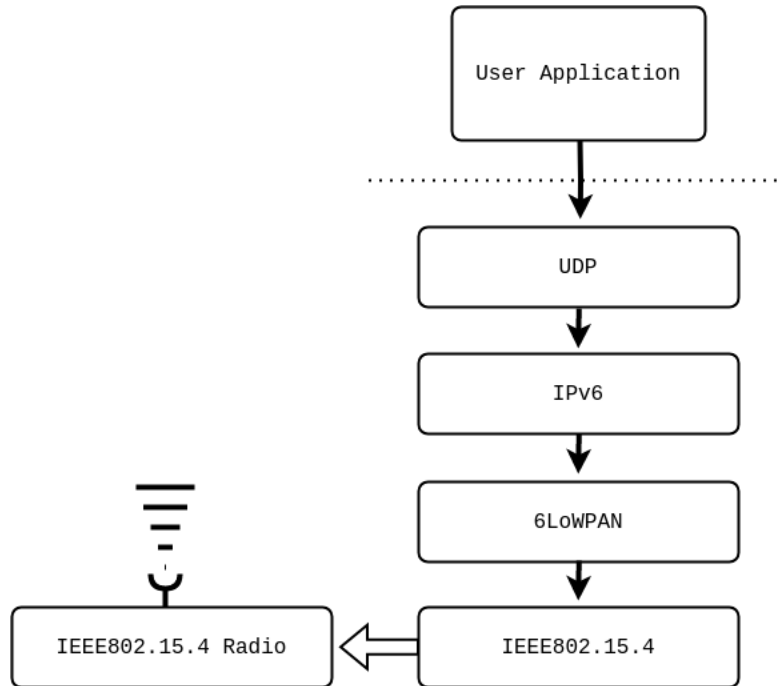 User Application
UDP
IPv6
6LoWPAN
IEEE802.15.4 Radio
IEEE802.15.4